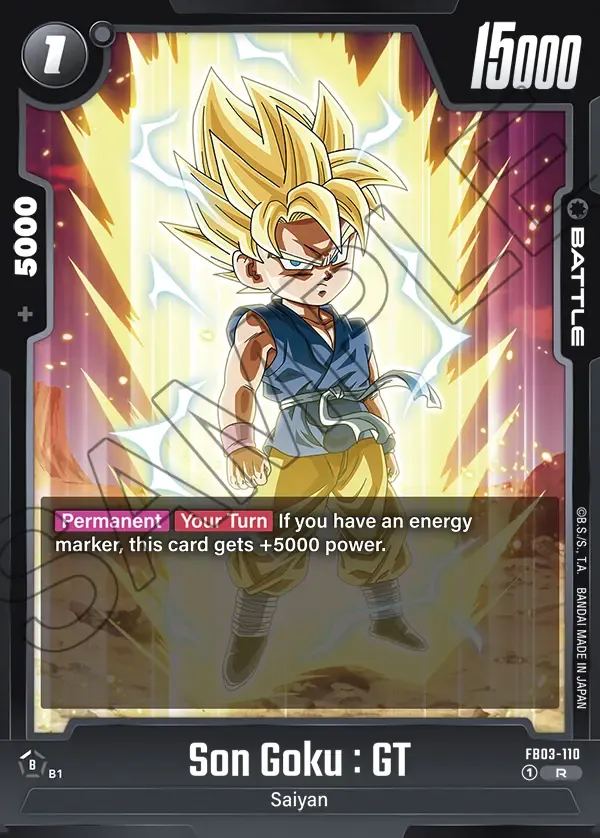 1
15000
+ 5000
BATTLE
SAMPLE
Permanent Your Turn If you have an energy
marker, this card gets +5000 power.
©B.S./S., T.A. BANDAI MADE IN JAPAN
B B1
Son Goku : GT
FB03-110
1 R
Saiyan